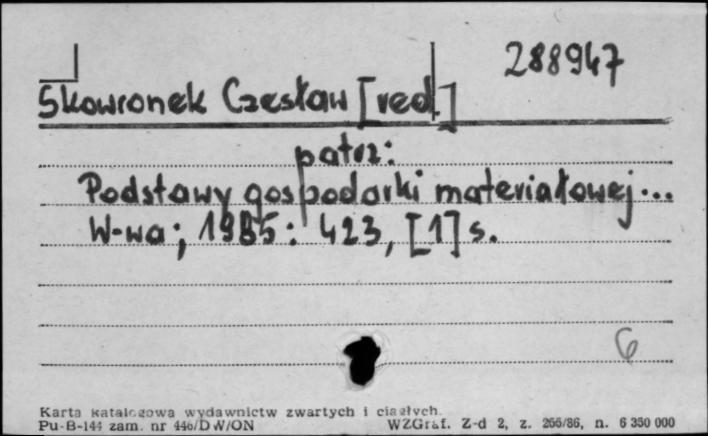 288947
Skowronek Czesław [red.]
patrz:
Podstawy gospodarki materiałowej...
W-wa; 1985: 423, [1] s.
6
Karta katalogowa wydawnictw zwartych i ciągłych.
Pu-B-144 zam. nr 446/DW/ON WZGraf. Z-d 2, z. 266/86, n. 6 350 000